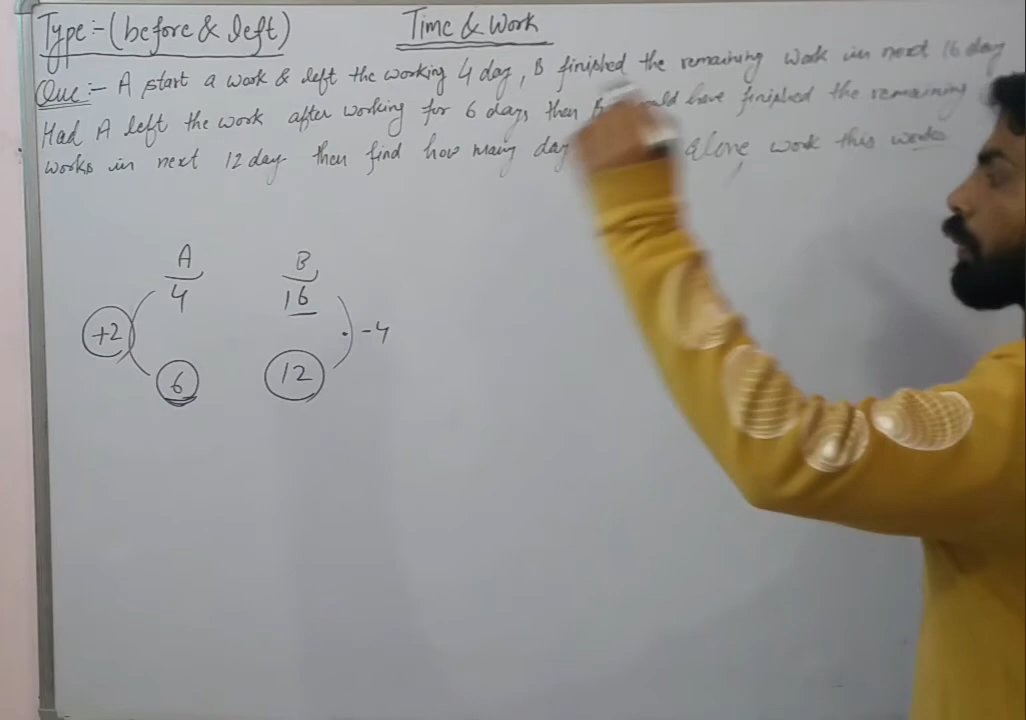 Type:-(before & left)
Time & Work
Que:- A start a work & left the working 4 day, B finished the remaining work in next 16 day
Had A left the work after working for 6 days then have finished the remaining
works in next 12 day then find how many day alone work this works
A B
4 16
+2 -4
6 12